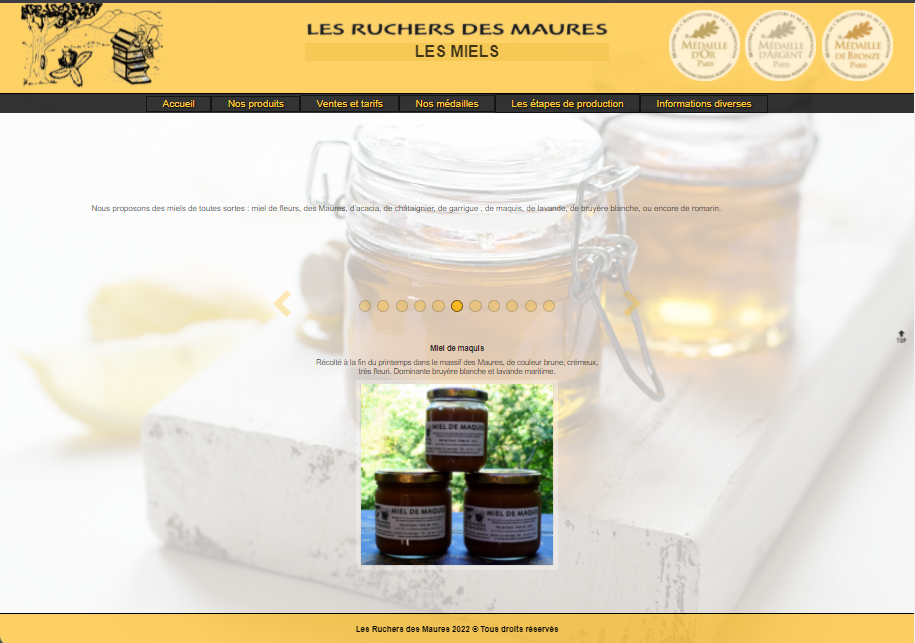 LES RUCHERS DES MAURES
LES MIELS
MÉDAILLE
D'OR
PARIS
MÉDAILLE
D'ARGENT
PARIS
MÉDAILLE
DE BRONZE
PARIS
Accueil
Nos produits
Ventes et tarifs
Nos médailles
Les étapes de production
Informations diverses
Nous proposons des miels de toutes sortes : miel de fleurs, des Maures, d'acacia, de châtaignier, de garrigue , de maquis, de lavande, de bruyère blanche, ou encore de romarin.
TOP
Miel de maquis
Récolté à la fin du printemps dans le massif des Maures, de couleur brune, crémeux,
très fleuri. Dominante bruyère blanche et lavande maritime.
MIEL DE MAQUIS
MIEL DE MAQUIS
MIEL DE MAQUIS
Les Ruchers des Maures 2022 © Tous droits réservés